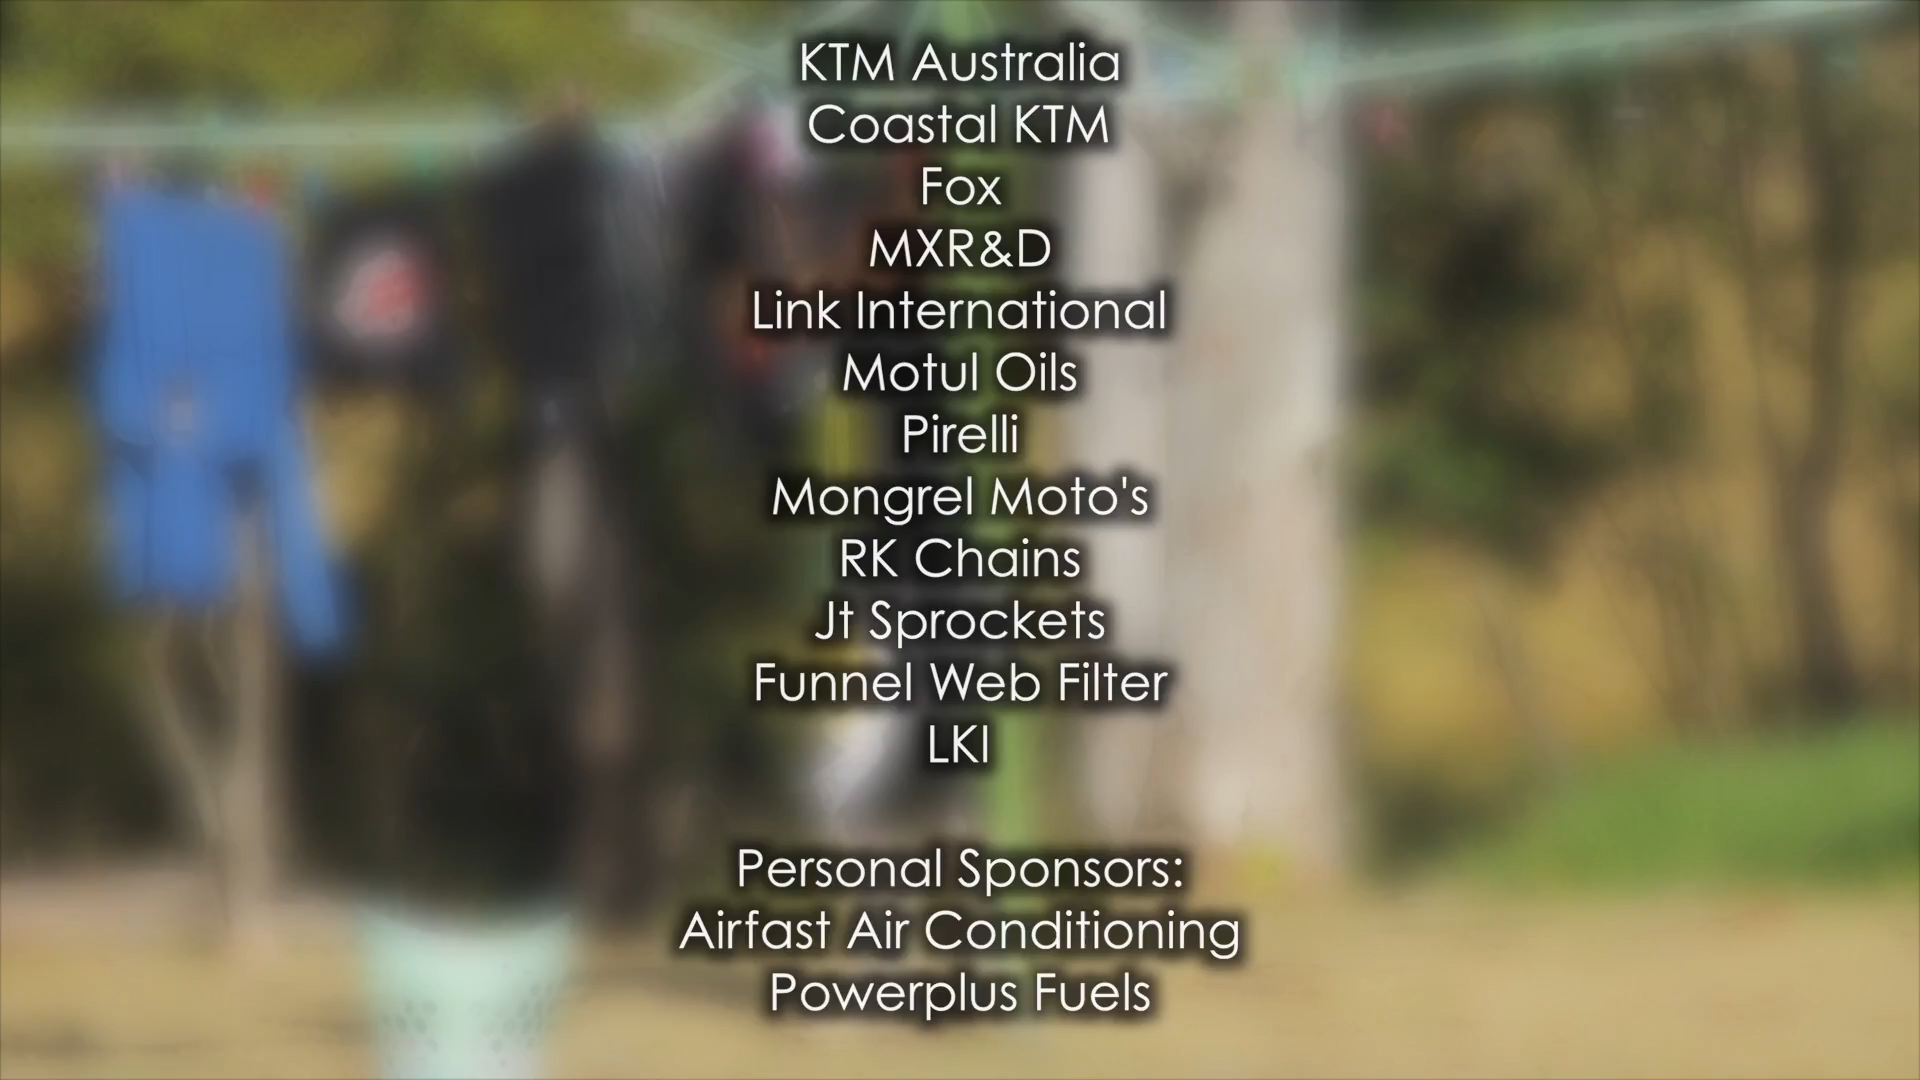 KTM Australia
Coastal KTM
Fox
MXR&D
Link International
Motul Oils
Pirelli
Mongrel Moto's
RK Chains
Jt Sprockets
Funnel Web Filter
LKI
Personal Sponsors:
Airfast Air Conditioning
Powerplus Fuels